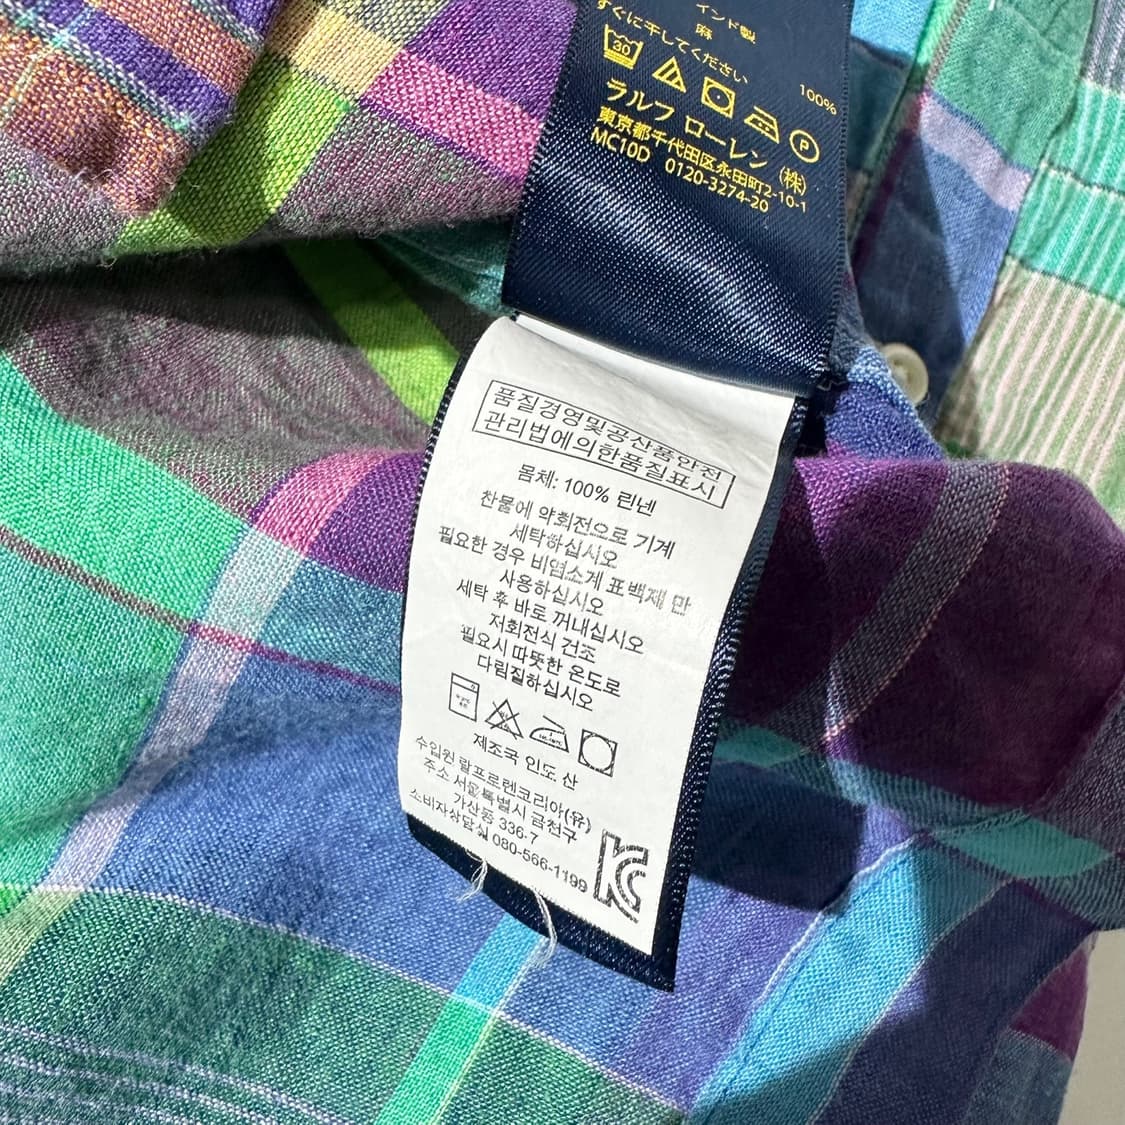 インド製
麻
100%
すぐに干してください
30
P
ラルフ ローレン (株)
東京都千代田区永田町2-10-1
MC10D 0120-3274-20
품질경영및공산품안전
관리법에의한품질표시
몸체: 100% 린넨
찬물에 약회전으로 기계
세탁하십시오
필요한 경우 비염소계 표백제 만
사용하십시오
세탁 후 바로 꺼내십시오
저회전식 건조
필요시 따뜻한 온도로
다림질하십시오
제조국 인도 산
수입원 랄프로렌코리아(유)
주소 서울특별시 금천구
가산동 336-7
소비자상담실 080-566-1199
KC